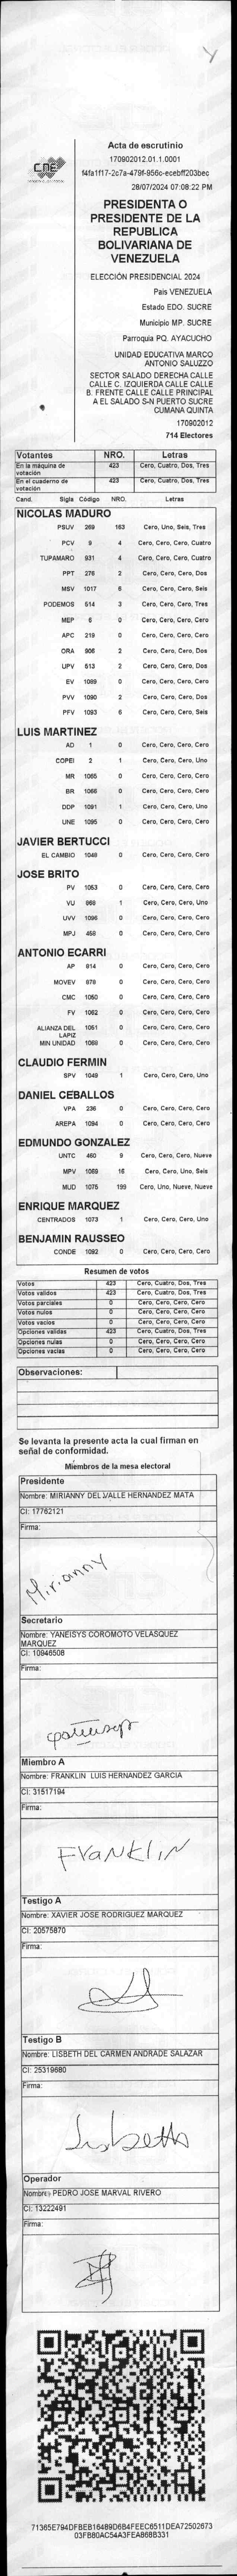 CNE
Acta de escrutinio
170902012.01.1.0001
f4fa1f17-2c7a-479f-956c-ecebff203bec
28/07/2024 07:08:22 PM
PRESIDENTA O
PRESIDENTE DE LA
REPUBLICA
BOLIVARIANA DE
VENEZUELA
ELECCIÓN PRESIDENCIAL 2024
Pais VENEZUELA
Estado EDO. SUCRE
Municipio MP. SUCRE
Parroquia PQ. AYACUCHO
UNIDAD EDUCATIVA MARCO
ANTONIO SALUZZO
SECTOR SALADO DERECHA CALLE
CALLE C. IZQUIERDA CALLE CALLE
B. FRENTE CALLE CALLE PRINCIPAL
A EL SALADO S-N PUERTO SUCRE
CUMANA QUINTA
170902012
714 Electores
Votantes NRO. Letras
En la máquina de votación 423 Cero, Cuatro, Dos, Tres
En el cuaderno de votación 423 Cero, Cuatro, Dos, Tres
Cand. Sigla Código NRO. Letras
NICOLAS MADURO
PSUV 269 163 Cero, Uno, Seis, Tres
PCV 9 4 Cero, Cero, Cero, Cuatro
TUPAMARO 931 4 Cero, Cero, Cero, Cuatro
PPT 276 2 Cero, Cero, Cero, Dos
MSV 1017 6 Cero, Cero, Cero, Seis
PODEMOS 514 3 Cero, Cero, Cero, Tres
MEP 6 0 Cero, Cero, Cero, Cero
APC 219 0 Cero, Cero, Cero, Cero
ORA 906 2 Cero, Cero, Cero, Dos
UPV 513 2 Cero, Cero, Cero, Dos
EV 1089 0 Cero, Cero, Cero, Cero
PVV 1090 2 Cero, Cero, Cero, Dos
PFV 1093 6 Cero, Cero, Cero, Seis
LUIS MARTINEZ
AD 1 0 Cero, Cero, Cero, Cero
COPEI 2 1 Cero, Cero, Cero, Uno
MR 1065 0 Cero, Cero, Cero, Cero
BR 1066 0 Cero, Cero, Cero, Cero
DDP 1091 1 Cero, Cero, Cero, Uno
UNE 1095 0 Cero, Cero, Cero, Cero
JAVIER BERTUCCI
EL CAMBIO 1048 0 Cero, Cero, Cero, Cero
JOSE BRITO
PV 1053 0 Cero, Cero, Cero, Cero
VU 968 1 Cero, Cero, Cero, Uno
UVV 1096 0 Cero, Cero, Cero, Cero
MPJ 458 0 Cero, Cero, Cero, Cero
ANTONIO ECARRI
AP 814 0 Cero, Cero, Cero, Cero
MOVEV 878 0 Cero, Cero, Cero, Cero
CMC 1050 0 Cero, Cero, Cero, Cero
FV 1062 0 Cero, Cero, Cero, Cero
ALIANZA DEL LAPIZ 1051 0 Cero, Cero, Cero, Cero
MIN UNIDAD 1068 0 Cero, Cero, Cero, Cero
CLAUDIO FERMIN
SPV 1049 1 Cero, Cero, Cero, Uno
DANIEL CEBALLOS
VPA 236 0 Cero, Cero, Cero, Cero
AREPA 1094 0 Cero, Cero, Cero, Cero
EDMUNDO GONZALEZ
UNTC 460 9 Cero, Cero, Cero, Nueve
MPV 1069 16 Cero, Cero, Uno, Seis
MUD 1075 199 Cero, Uno, Nueve, Nueve
ENRIQUE MARQUEZ
CENTRADOS 1073 1 Cero, Cero, Cero, Uno
BENJAMIN RAUSSEO
CONDE 1092 0 Cero, Cero, Cero, Cero
Resumen de votos
Votos 423 Cero, Cuatro, Dos, Tres
Votos validos 423 Cero, Cuatro, Dos, Tres
Votos parciales 0 Cero, Cero, Cero, Cero
Votos nulos 0 Cero, Cero, Cero, Cero
Votos vacios 0 Cero, Cero, Cero, Cero
Opciones validas 423 Cero, Cuatro, Dos, Tres
Opciones nulas 0 Cero, Cero, Cero, Cero
Opciones vacias 0 Cero, Cero, Cero, Cero
Observaciones:
Se levanta la presente acta la cual firman en
señal de conformidad.
Miembros de la mesa electoral
Presidente
Nombre: MIRIANNY DEL VALLE HERNANDEZ MATA
CI: 17762121
Firma:
Mirianny
Secretario
Nombre: YANEISYS COROMOTO VELASQUEZ
MARQUEZ
CI: 10946508
Firma:
Miembro A
Nombre: FRANKLIN LUIS HERNANDEZ GARCIA
CI: 31517194
Firma:
FRANKLIN
Testigo A
Nombre: XAVIER JOSE RODRIGUEZ MARQUEZ
CI: 20575870
Firma:
Testigo B
Nombre: LISBETH DEL CARMEN ANDRADE SALAZAR
CI: 25319680
Firma:
Lisbeth
Operador
Nombre: PEDRO JOSE MARVAL RIVERO
CI: 13222491
Firma:
71365E794DFBEB16489D6B4FEEC6511DEA72502673
03FB80AC54A3FEA868B331